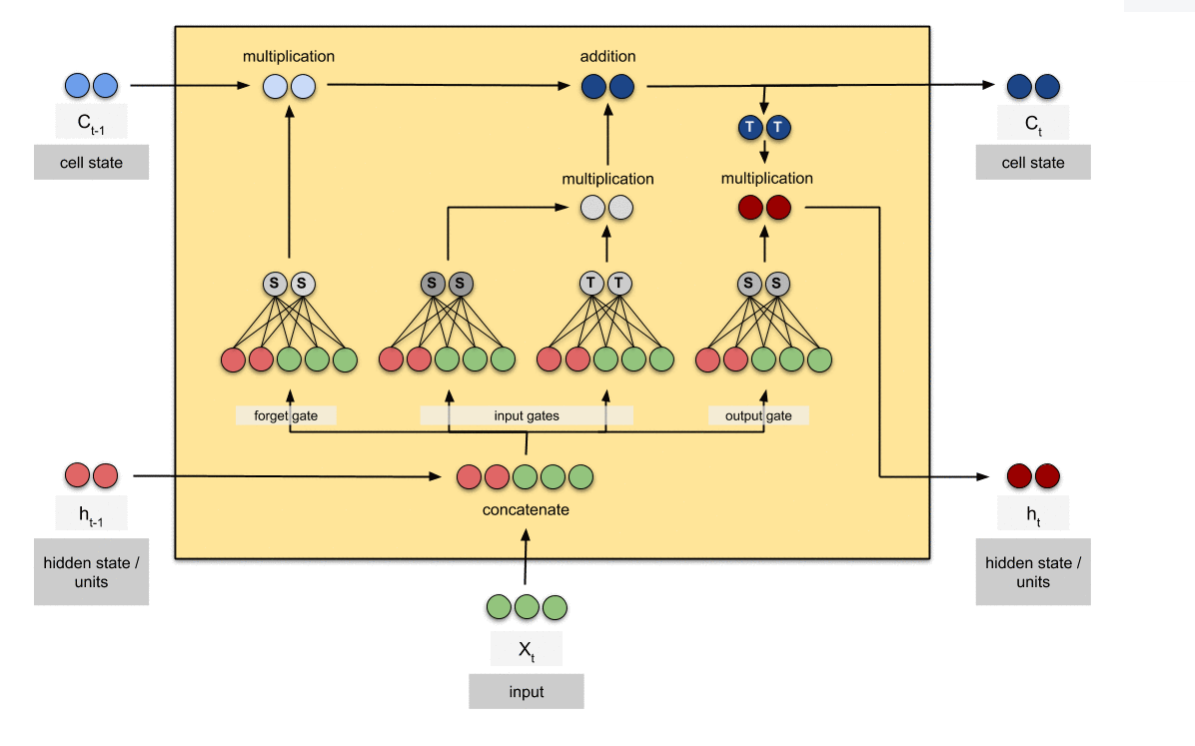 multiplication
addition
C t-1
cell state
T T
C t
cell state
multiplication
multiplication
S S
S S
T T
S S
forget gate
input gates
output gate
h t-1
hidden state /
units
concatenate
h t
hidden state /
units
X t
input